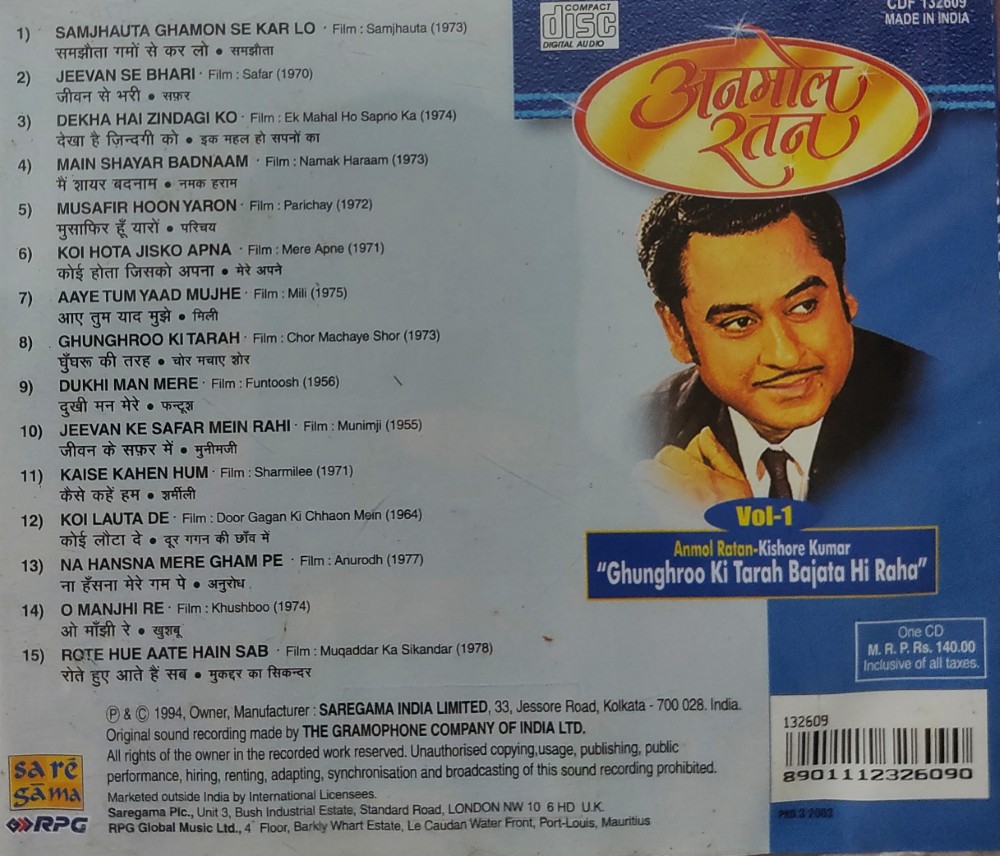 1) SAMJHAUTA GHAMON SE KAR LO · Film : Samjhauta (1973)
समझौता गमों से कर लो • समझौता
2) JEEVAN SE BHARI · Film : Safar (1970)
जीवन से भरी • सफ़र
3) DEKHA HAI ZINDAGI KO · Film : Ek Mahal Ho Sapno Ka (1974)
देखा है ज़िन्दगी को • इक महल हो सपनों का
4) MAIN SHAYAR BADNAAM · Film : Namak Haraam (1973)
मैं शायर बदनाम • नमक हराम
5) MUSAFIR HOON YARON · Film : Parichay (1972)
मुसाफिर हूँ यारों • परिचय
6) KOI HOTA JISKO APNA · Film : Mere Apne (1971)
कोई होता जिसको अपना • मेरे अपने
7) AAYE TUM YAAD MUJHE · Film : Mili (1975)
आए तुम याद मुझे • मिली
8) GHUNGHROO KI TARAH · Film : Chor Machaye Shor (1973)
घुँघरू की तरह • चोर मचाए शोर
9) DUKHI MAN MERE · Film : Funtoosh (1956)
दुखी मन मेरे • फन्टूश
10) JEEVAN KE SAFAR MEIN RAHI · Film : Munimji (1955)
जीवन के सफ़र में • मुनीमजी
11) KAISE KAHEN HUM · Film : Sharmilee (1971)
कैसे कहें हम • शर्मीली
12) KOI LAUTA DE · Film : Door Gagan Ki Chhaon Mein (1964)
कोई लौटा दे • दूर गगन की छाँव में
13) NA HANSNA MERE GHAM PE · Film : Anurodh (1977)
ना हँसना मेरे गम पे • अनुरोध
14) O MANJHI RE · Film : Khushboo (1974)
ओ माँझी रे • खुशबू
15) ROTE HUE AATE HAIN SAB · Film : Muqaddar Ka Sikandar (1978)
रोते हुए आते हैं सब • मुकद्दर का सिकन्दर
COMPACT
disc
DIGITAL AUDIO
CDF 132609
MADE IN INDIA
अनमोल
रतन
Vol-1
Anmol Ratan-Kishore Kumar
"Ghunghroo Ki Tarah Bajata Hi Raha"
One CD
M. R. P. Rs. 140.00
Inclusive of all taxes.
132609
8901112326090
PKD.3/2003
Ⓟ & © 1994, Owner, Manufacturer : SAREGAMA INDIA LIMITED, 33, Jessore Road, Kolkata - 700 028. India.
Original sound recording made by THE GRAMOPHONE COMPANY OF INDIA LTD.
All rights of the owner in the recorded work reserved. Unauthorised copying,usage, publishing, public
performance, hiring, renting, adapting, synchronisation and broadcasting of this sound recording prohibited.
Marketed outside India by International Licensees.
Saregama Plc., Unit 3, Bush Industrial Estate, Standard Road, LONDON NW 10 6 HD U.K.
RPG Global Music Ltd., 4 Floor, Barkly Whart Estate, Le Caudan Water Front, Port-Louis, Mauritius
sa rē
gāma
RPG